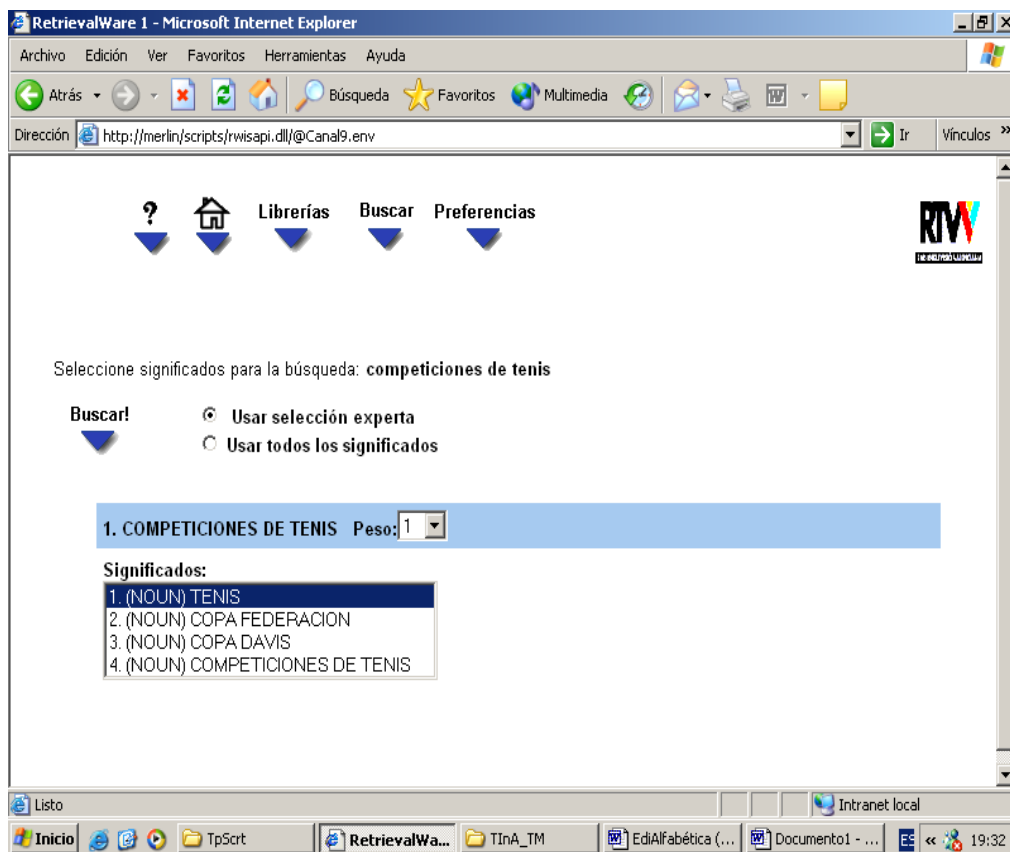 RetrievalWare 1 - Microsoft Internet Explorer
Archivo Edición Ver Favoritos Herramientas Ayuda
Atrás Búsqueda Favoritos Multimedia
Dirección http://merlin/scripts/rwisapi.dll/@Canal9.env Ir Vínculos »
? Librerías Buscar Preferencias
RTVV
Seleccione significados para la búsqueda: competiciones de tenis
Buscar! Usar selección experta
Usar todos los significados
1. COMPETICIONES DE TENIS Peso: 1
Significados:
1. (NOUN) TENIS
2. (NOUN) COPA FEDERACION
3. (NOUN) COPA DAVIS
4. (NOUN) COMPETICIONES DE TENIS
Listo Intranet local
Inicio TpScrt RetrievalWa... TInA_TM EdiAlfabética (... Documento1 - ... ES « 19:32